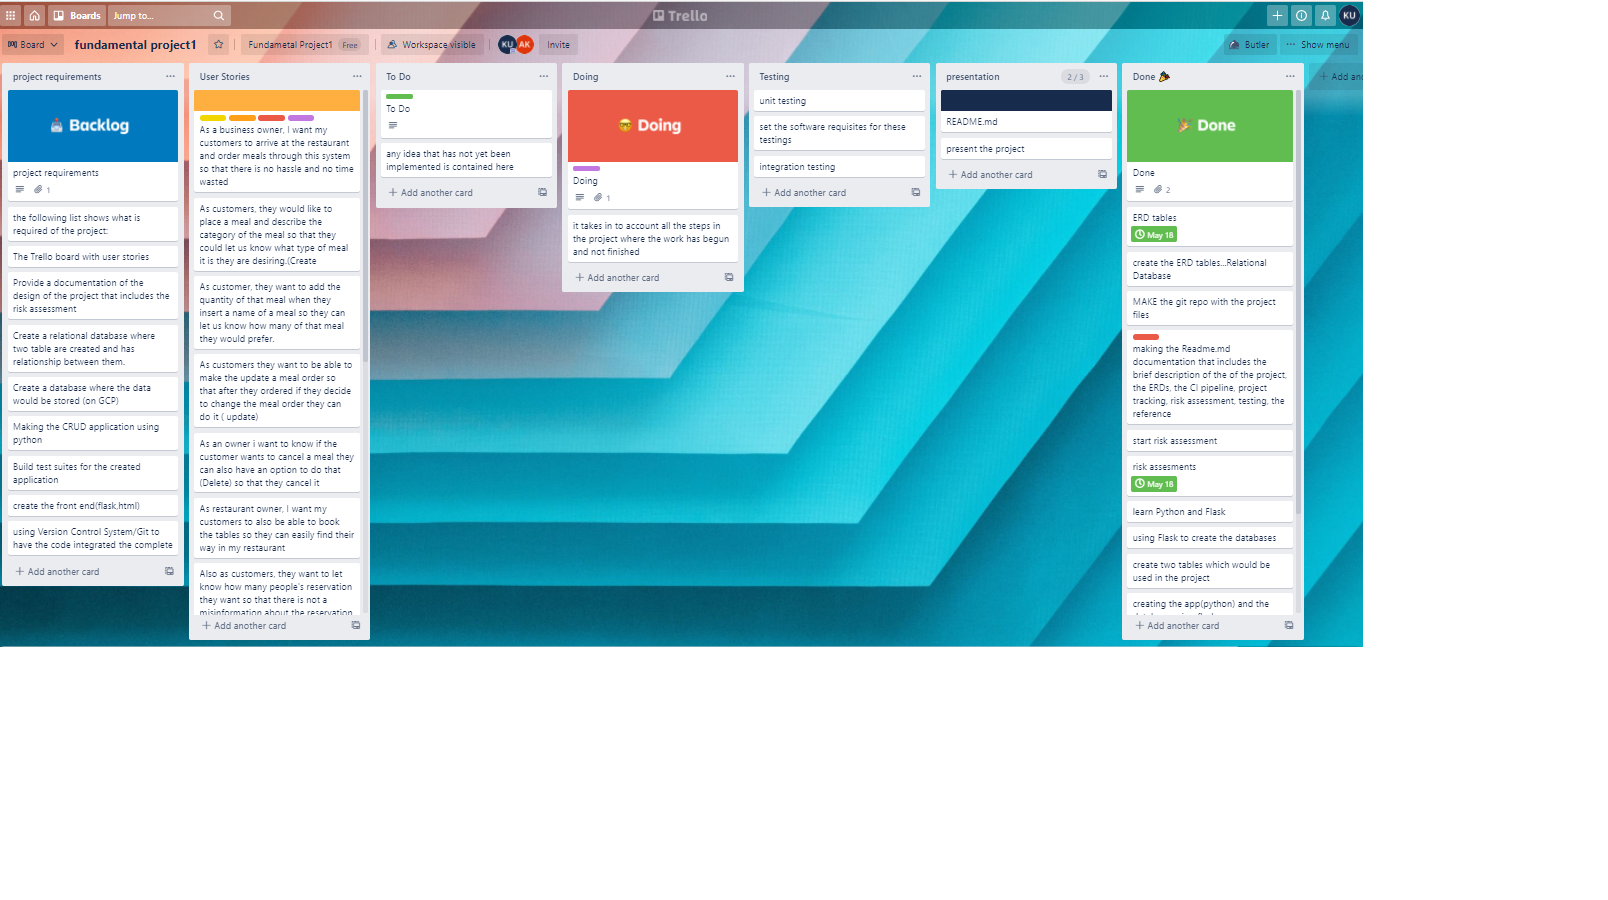 Boards
Jump to...
Trello
KU
Board
fundamental project1
Fundametal Project1 Free
Workspace visible
KU
AK
Invite
Butler
... Show menu
project requirements
Backlog
project requirements
1
the following list shows what is
required of the project:
The Trello board with user stories
Provide a documentation of the
design of the project that includes the
risk assessment
Create a relational database where
two table are created and has
relationship between them.
Create a database where the data
would be stored (on GCP)
Making the CRUD application using
python
Build test suites for the created
application
create the front end(flask,html)
using Version Control System/Git to
have the code integrated the complete
+ Add another card
User Stories
As a business owner, I want my
customers to arrive at the restaurant
and order meals through this system
so that there is no hassle and no time
wasted
As customers, they would like to
place a meal and describe the
category of the meal so that they
could let us know what type of meal
it is they are desiring.(Create
As customer, they want to add the
quantity of that meal when they
insert a name of a meal so they can
let us know how many of that meal
they would prefer.
As customers they want to be able to
make the update a meal order so
that after they ordered if they decide
to change the meal order they can
do it ( update)
As an owner i want to know if the
customer wants to cancel a meal they
can also have an option to do that
(Delete) so that they cancel it
As restaurant owner, I want my
customers to also be able to book
the tables so they can easily find their
way in my restaurant
Also as customers, they want to let
know how many people's reservation
they want so that there is not a
misinformation about the reservation
+ Add another card
To Do
To Do
any idea that has not yet been
implemented is contained here
+ Add another card
Doing
Doing
Doing
1
it takes in to account all the steps in
the project where the work has begun
and not finished
+ Add another card
Testing
unit testing
set the software requisites for these
testings
integration testing
+ Add another card
presentation
2 / 3
README.md
present the project
+ Add another card
Done
Done
Done
2
ERD tables
May 18
create the ERD tables...Relational
Database
MAKE the git repo with the project
files
making the Readme.md
documentation that includes the
brief description of the of the project,
the ERDs, the CI pipeline, project
tracking, risk assessment, testing, the
reference
start risk assessment
risk assesments
May 18
learn Python and Flask
using Flask to create the databases
create two tables which would be
used in the project
creating the app(python) and the
+ Add another card
+ Add